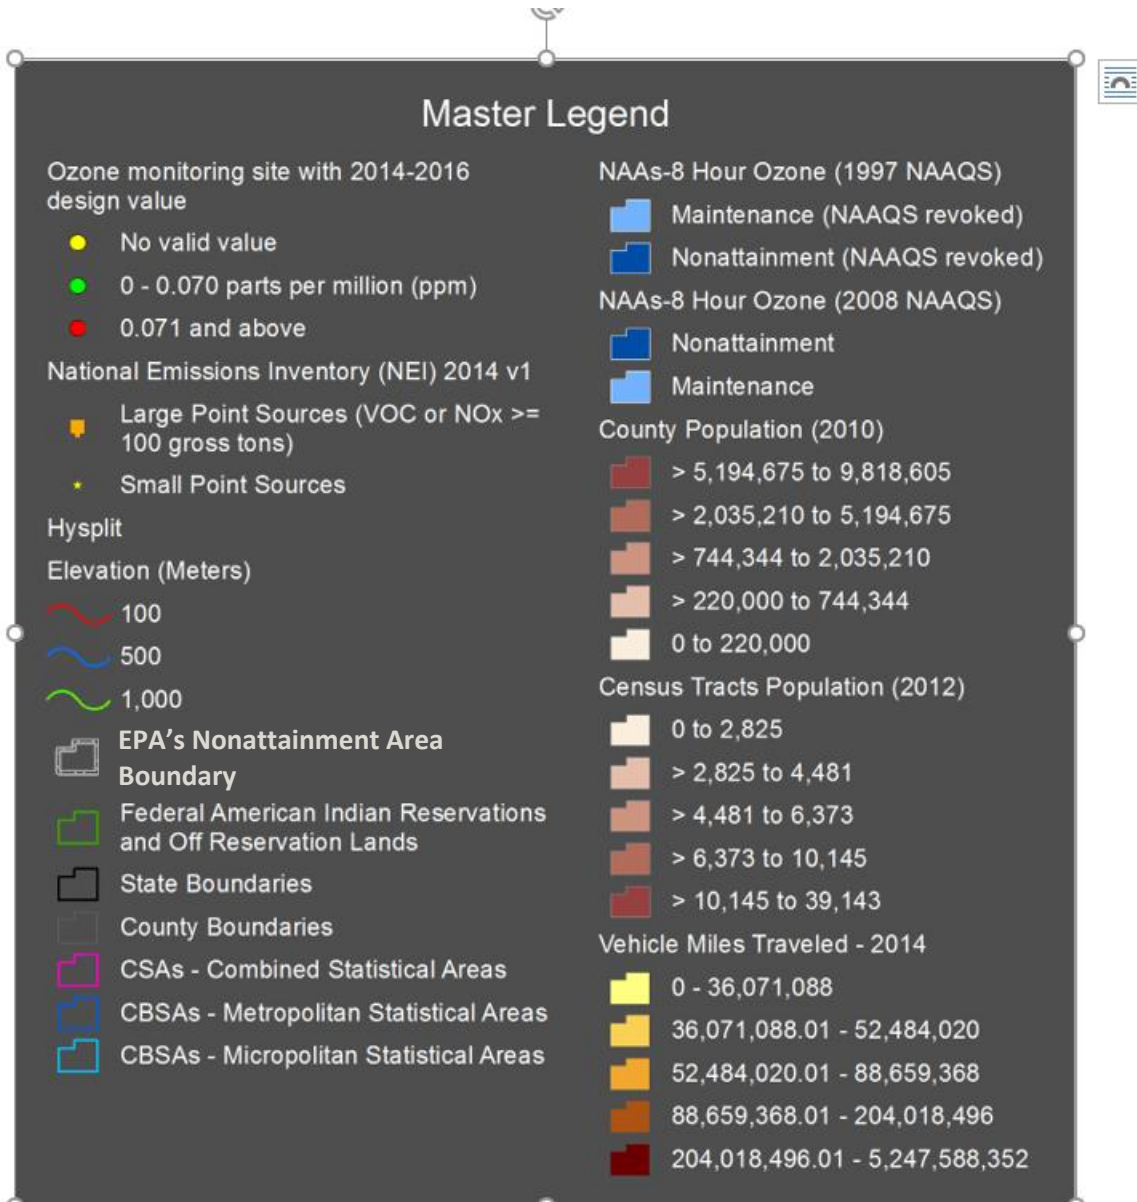 Master Legend
Ozone monitoring site with 2014-2016
design value
No valid value
0 - 0.070 parts per million (ppm)
0.071 and above
National Emissions Inventory (NEI) 2014 v1
Large Point Sources (VOC or NOx >=
100 gross tons)
Small Point Sources
Hysplit
Elevation (Meters)
100
500
1,000
EPA’s Nonattainment Area
Boundary
Federal American Indian Reservations
and Off Reservation Lands
State Boundaries
County Boundaries
CSAs - Combined Statistical Areas
CBSAs - Metropolitan Statistical Areas
CBSAs - Micropolitan Statistical Areas
NAAs-8 Hour Ozone (1997 NAAQS)
Maintenance (NAAQS revoked)
Nonattainment (NAAQS revoked)
NAAs-8 Hour Ozone (2008 NAAQS)
Nonattainment
Maintenance
County Population (2010)
> 5,194,675 to 9,818,605
> 2,035,210 to 5,194,675
> 744,344 to 2,035,210
> 220,000 to 744,344
0 to 220,000
Census Tracts Population (2012)
0 to 2,825
> 2,825 to 4,481
> 4,481 to 6,373
> 6,373 to 10,145
> 10,145 to 39,143
Vehicle Miles Traveled - 2014
0 - 36,071,088
36,071,088.01 - 52,484,020
52,484,020.01 - 88,659,368
88,659,368.01 - 204,018,496
204,018,496.01 - 5,247,588,352